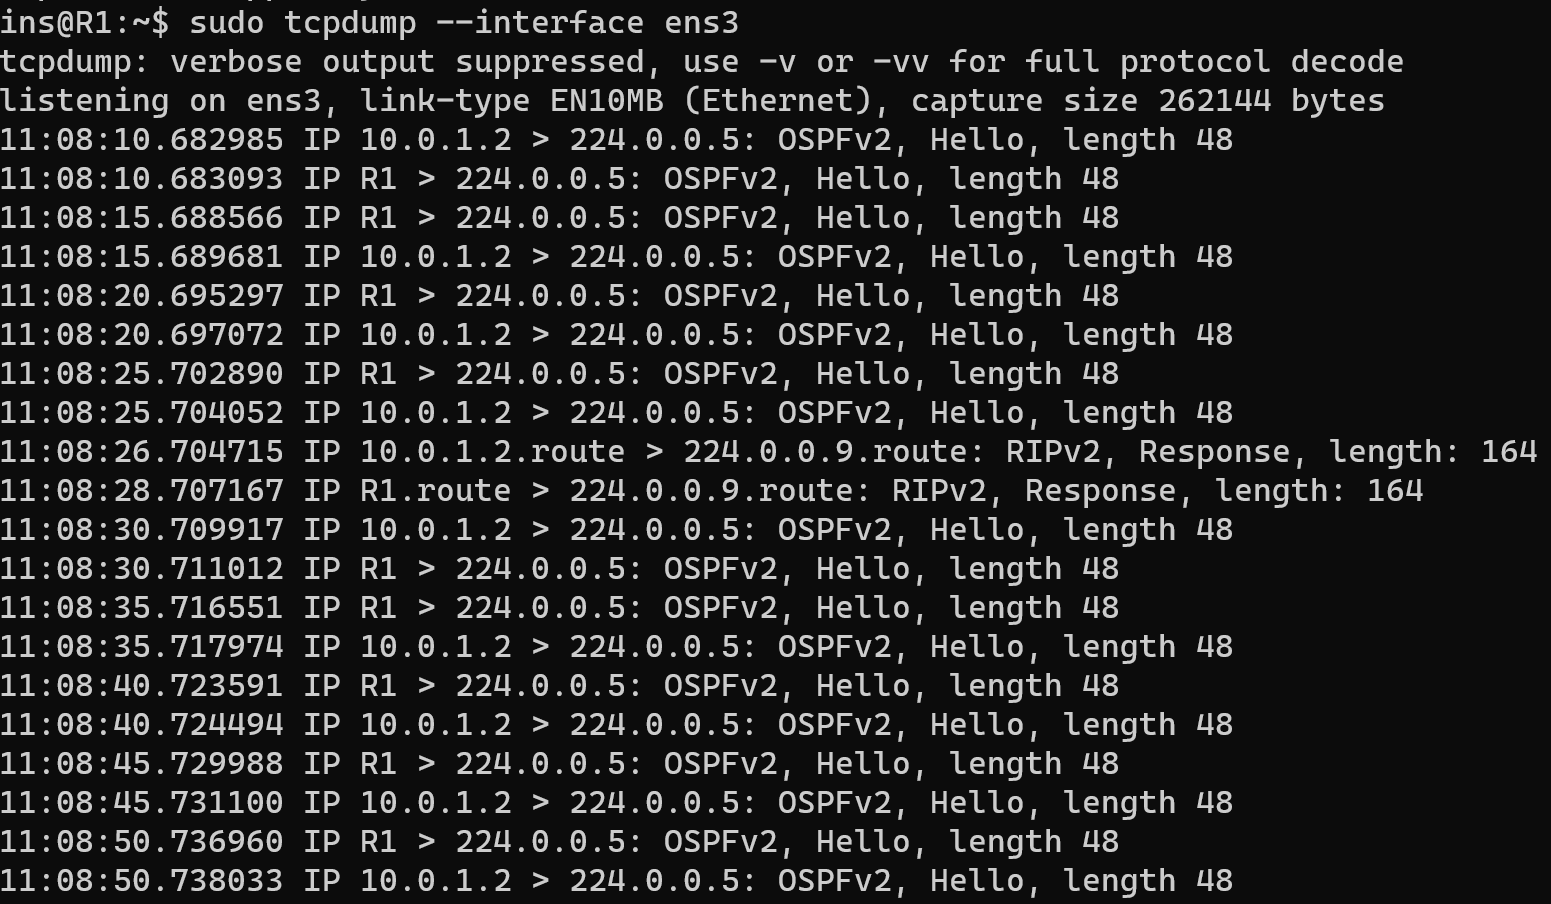 ins@R1:~$ sudo tcpdump --interface ens3
tcpdump: verbose output suppressed, use -v or -vv for full protocol decode
listening on ens3, link-type EN10MB (Ethernet), capture size 262144 bytes
11:08:10.682985 IP 10.0.1.2 > 224.0.0.5: OSPFv2, Hello, length 48
11:08:10.683093 IP R1 > 224.0.0.5: OSPFv2, Hello, length 48
11:08:15.688566 IP R1 > 224.0.0.5: OSPFv2, Hello, length 48
11:08:15.689681 IP 10.0.1.2 > 224.0.0.5: OSPFv2, Hello, length 48
11:08:20.695297 IP R1 > 224.0.0.5: OSPFv2, Hello, length 48
11:08:20.697072 IP 10.0.1.2 > 224.0.0.5: OSPFv2, Hello, length 48
11:08:25.702890 IP R1 > 224.0.0.5: OSPFv2, Hello, length 48
11:08:25.704052 IP 10.0.1.2 > 224.0.0.5: OSPFv2, Hello, length 48
11:08:26.704715 IP 10.0.1.2.route > 224.0.0.9.route: RIPv2, Response, length: 164
11:08:28.707167 IP R1.route > 224.0.0.9.route: RIPv2, Response, length: 164
11:08:30.709917 IP 10.0.1.2 > 224.0.0.5: OSPFv2, Hello, length 48
11:08:30.711012 IP R1 > 224.0.0.5: OSPFv2, Hello, length 48
11:08:35.716551 IP R1 > 224.0.0.5: OSPFv2, Hello, length 48
11:08:35.717974 IP 10.0.1.2 > 224.0.0.5: OSPFv2, Hello, length 48
11:08:40.723591 IP R1 > 224.0.0.5: OSPFv2, Hello, length 48
11:08:40.724494 IP 10.0.1.2 > 224.0.0.5: OSPFv2, Hello, length 48
11:08:45.729988 IP R1 > 224.0.0.5: OSPFv2, Hello, length 48
11:08:45.731100 IP 10.0.1.2 > 224.0.0.5: OSPFv2, Hello, length 48
11:08:50.736960 IP R1 > 224.0.0.5: OSPFv2, Hello, length 48
11:08:50.738033 IP 10.0.1.2 > 224.0.0.5: OSPFv2, Hello, length 48